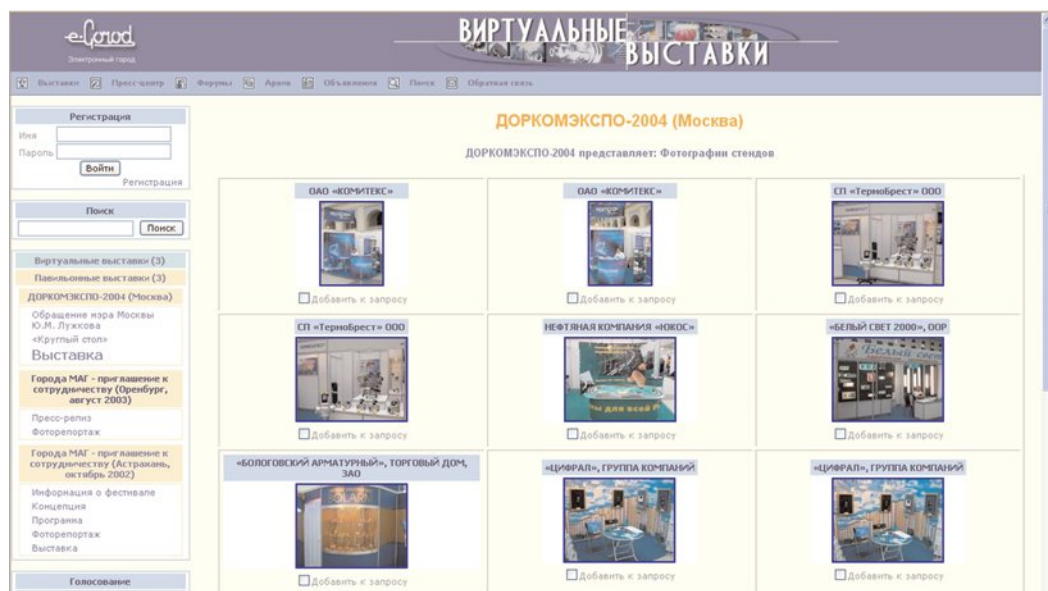 e-Gorod
Электронный город
ВИРТУАЛЬНЫЕ
ВЫСТАВКИ
Выставки Пресс-центр Форумы Архив Объявления Поиск Обратная связь
Регистрация
Имя
Пароль
Войти
Регистрация
Поиск
Поиск
Виртуальные выставки (3)
Павильонные выставки (3)
ДОРКОМЭКСПО-2004 (Москва)
Обращение мэра Москвы
Ю.М. Лужкова
«Круглый стол»
Выставка
Города МАГ - приглашение к
сотрудничеству (Оренбург,
август 2003)
Пресс-релиз
Фоторепортаж
Города МАГ - приглашение к
сотрудничеству (Астрахань,
октябрь 2002)
Информация о фестивале
Концепция
Программа
Фоторепортаж
Выставка
Голосование
ДОРКОМЭКСПО-2004 (Москва)
ДОРКОМЭКСПО-2004 представляет: Фотографии стендов
ОАО «КОМИТЕКС» ОАО «КОМИТЕКС» СП «ТермоБрест» ООО
Добавить к запросу Добавить к запросу Добавить к запросу
СП «ТермоБрест» ООО НЕФТЯНАЯ КОМПАНИЯ «ЮКОС» «БЕЛЫЙ СВЕТ 2000», ООР
Белый свет
ны для всей
Добавить к запросу Добавить к запросу Добавить к запросу
«БОЛОГОВСКИЙ АРМАТУРНЫЙ», ТОРГОВЫЙ ДОМ,
ЗАО
«ЦИФРАЛ», ГРУППА КОМПАНИЙ «ЦИФРАЛ», ГРУППА КОМПАНИЙ
Добавить к запросу Добавить к запросу Добавить к запросу